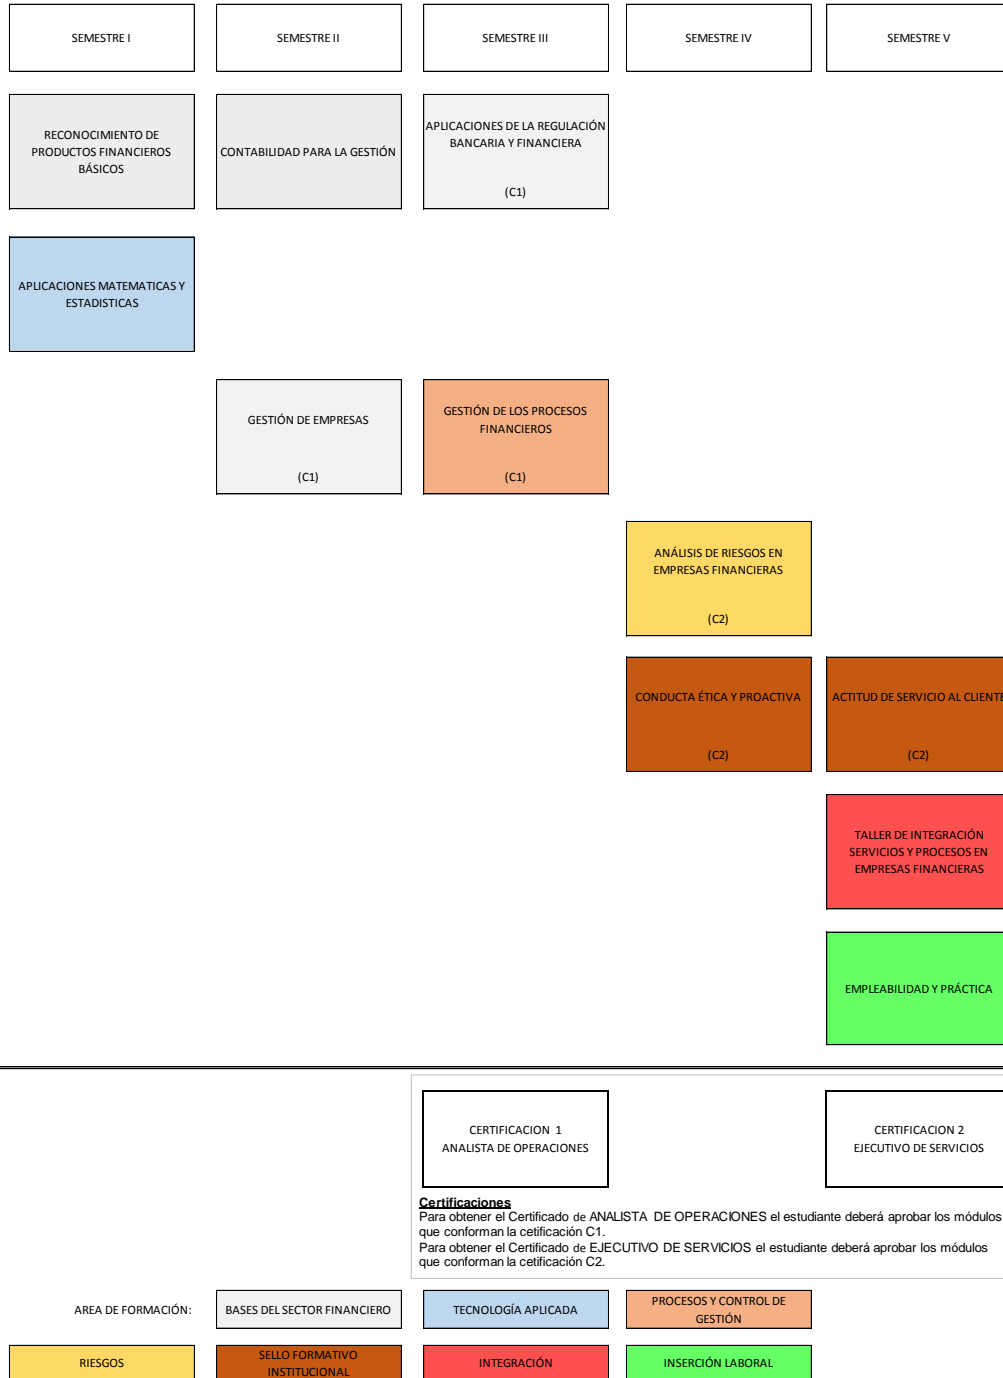 SEMESTRE I
SEMESTRE II
SEMESTRE III
SEMESTRE IV
SEMESTRE V
RECONOCIMIENTO DE
PRODUCTOS FINANCIEROS
BÁSICOS
CONTABILIDAD PARA LA GESTIÓN
APLICACIONES DE LA REGULACIÓN
BANCARIA Y FINANCIERA
(C1)
APLICACIONES MATEMATICAS Y
ESTADISTICAS
GESTIÓN DE EMPRESAS
(C1)
GESTIÓN DE LOS PROCESOS
FINANCIEROS
(C1)
ANÁLISIS DE RIESGOS EN
EMPRESAS FINANCIERAS
(C2)
CONDUCTA ÉTICA Y PROACTIVA
(C2)
ACTITUD DE SERVICIO AL CLIENTE
(C2)
TALLER DE INTEGRACIÓN
SERVICIOS Y PROCESOS EN
EMPRESAS FINANCIERAS
EMPLEABILIDAD Y PRÁCTICA
CERTIFICACION 1
ANALISTA DE OPERACIONES
CERTIFICACION 2
EJECUTIVO DE SERVICIOS
Certificaciones
Para obtener el Certificado de ANALISTA DE OPERACIONES el estudiante deberá aprobar los módulos
que conforman la cetificación C1.
Para obtener el Certificado de EJECUTIVO DE SERVICIOS el estudiante deberá aprobar los módulos
que conforman la cetificación C2.
AREA DE FORMACIÓN:
BASES DEL SECTOR FINANCIERO
TECNOLOGÍA APLICADA
PROCESOS Y CONTROL DE
GESTIÓN
RIESGOS
SELLO FORMATIVO
INSTITUCIONAL
INTEGRACIÓN
INSERCIÓN LABORAL